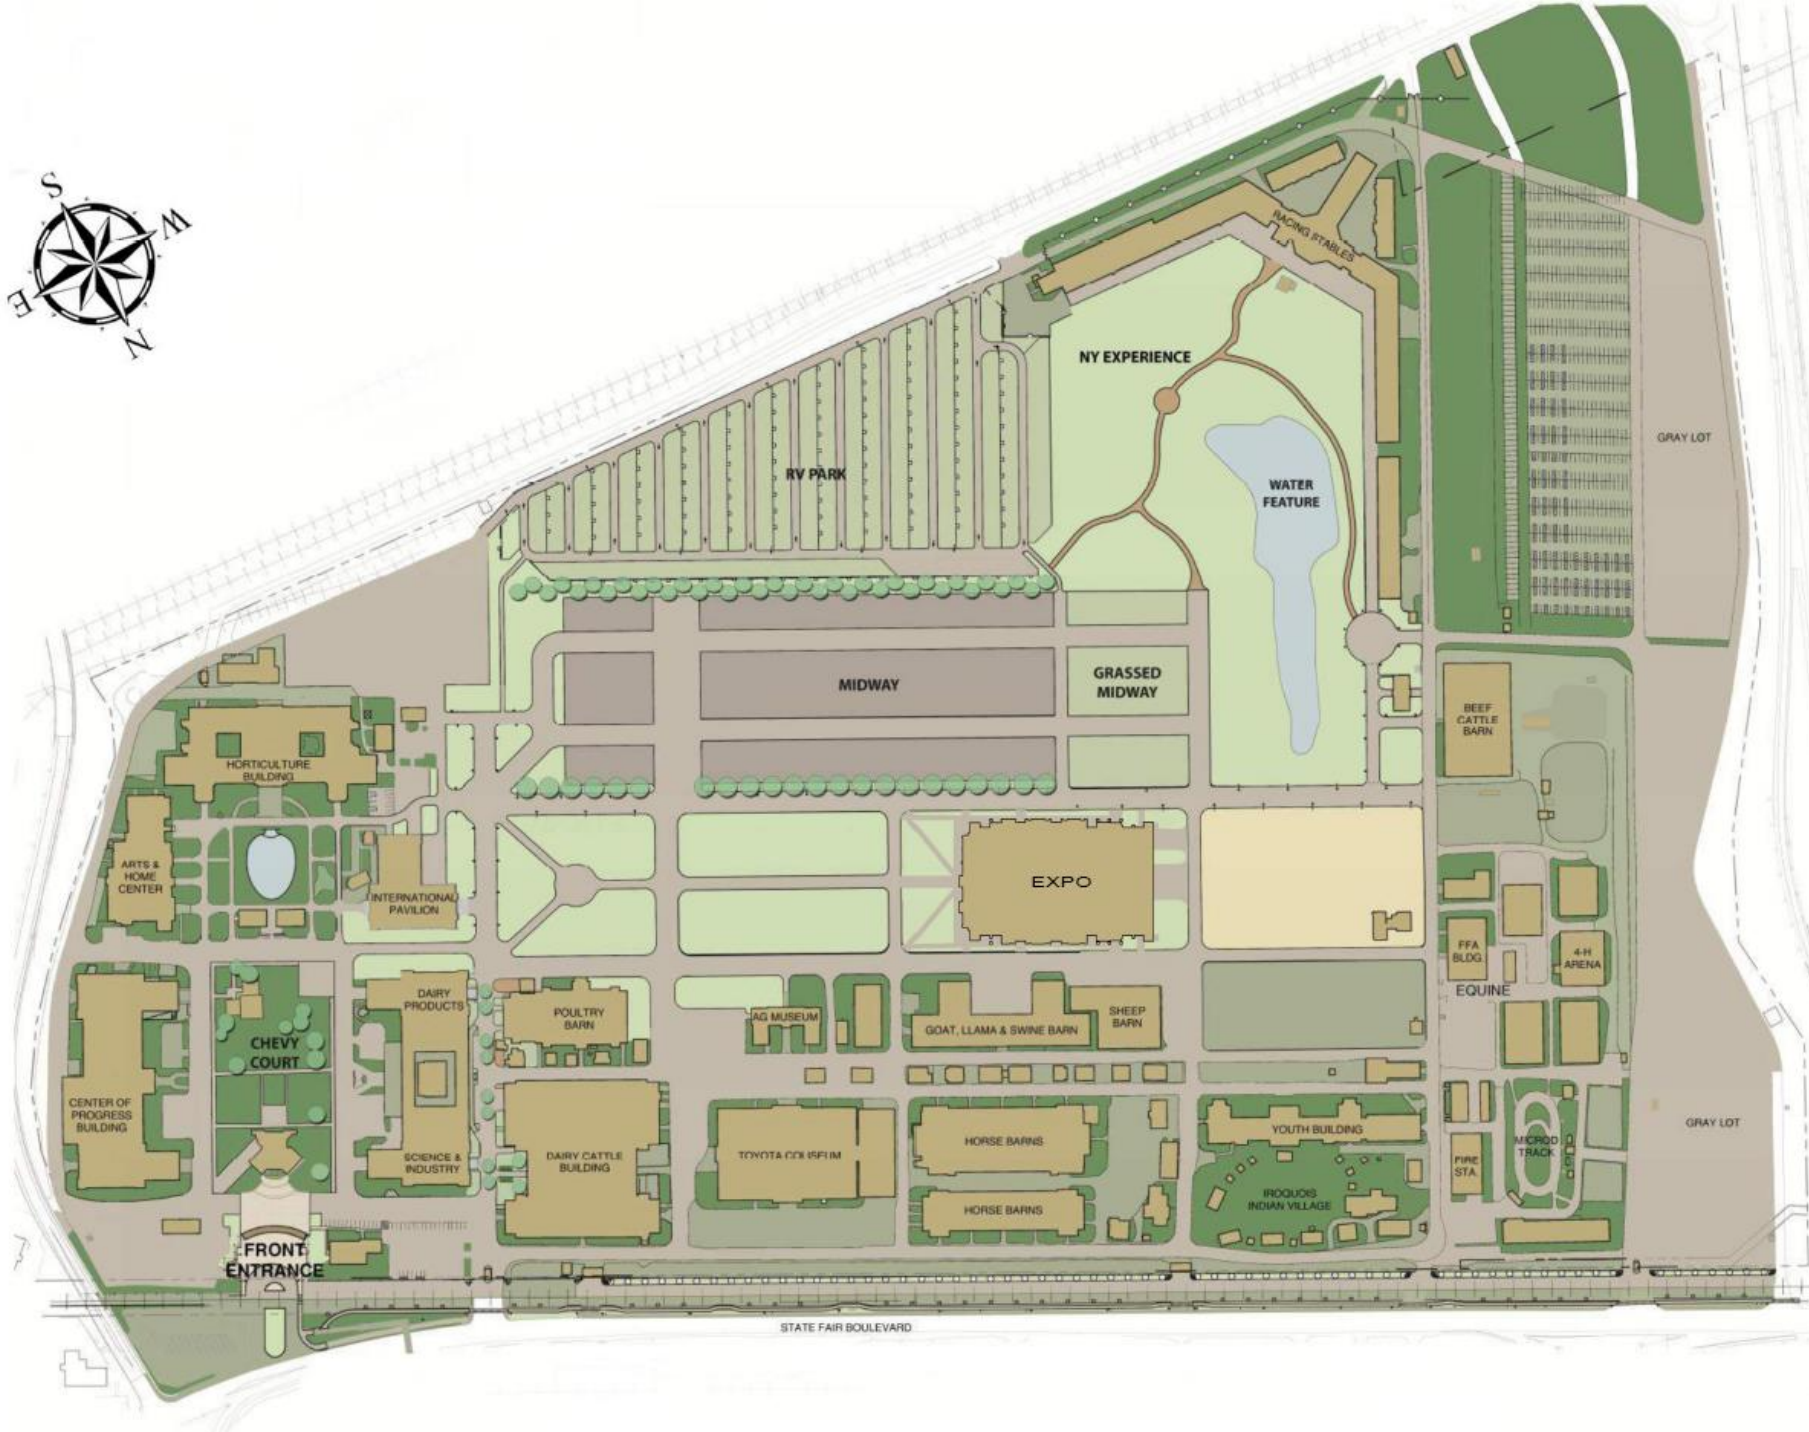 S
W
E
N
RACING STABLES
NY EXPERIENCE
GRAY LOT
RV PARK
WATER
FEATURE
MIDWAY
GRASSED
MIDWAY
BEEF
CATTLE
BARN
HORTICULTURE
BUILDING
ARTS &
HOME
CENTER
INTERNATIONAL
PAVILION
EXPO
FFA
BLDG.
4-H
ARENA
EQUINE
DAIRY
PRODUCTS
POULTRY
BARN
AG MUSEUM
GOAT, LLAMA & SWINE BARN
SHEEP
BARN
CHEVY
COURT
CENTER OF
PROGRESS
BUILDING
SCIENCE &
INDUSTRY
DAIRY CATTLE
BUILDING
TOYOTA COLISEUM
HORSE BARNS
YOUTH BUILDING
FIRE
STA.
MICROD
TRACK
GRAY LOT
IROQUOIS
INDIAN VILLAGE
HORSE BARNS
FRONT
ENTRANCE
STATE FAIR BOULEVARD